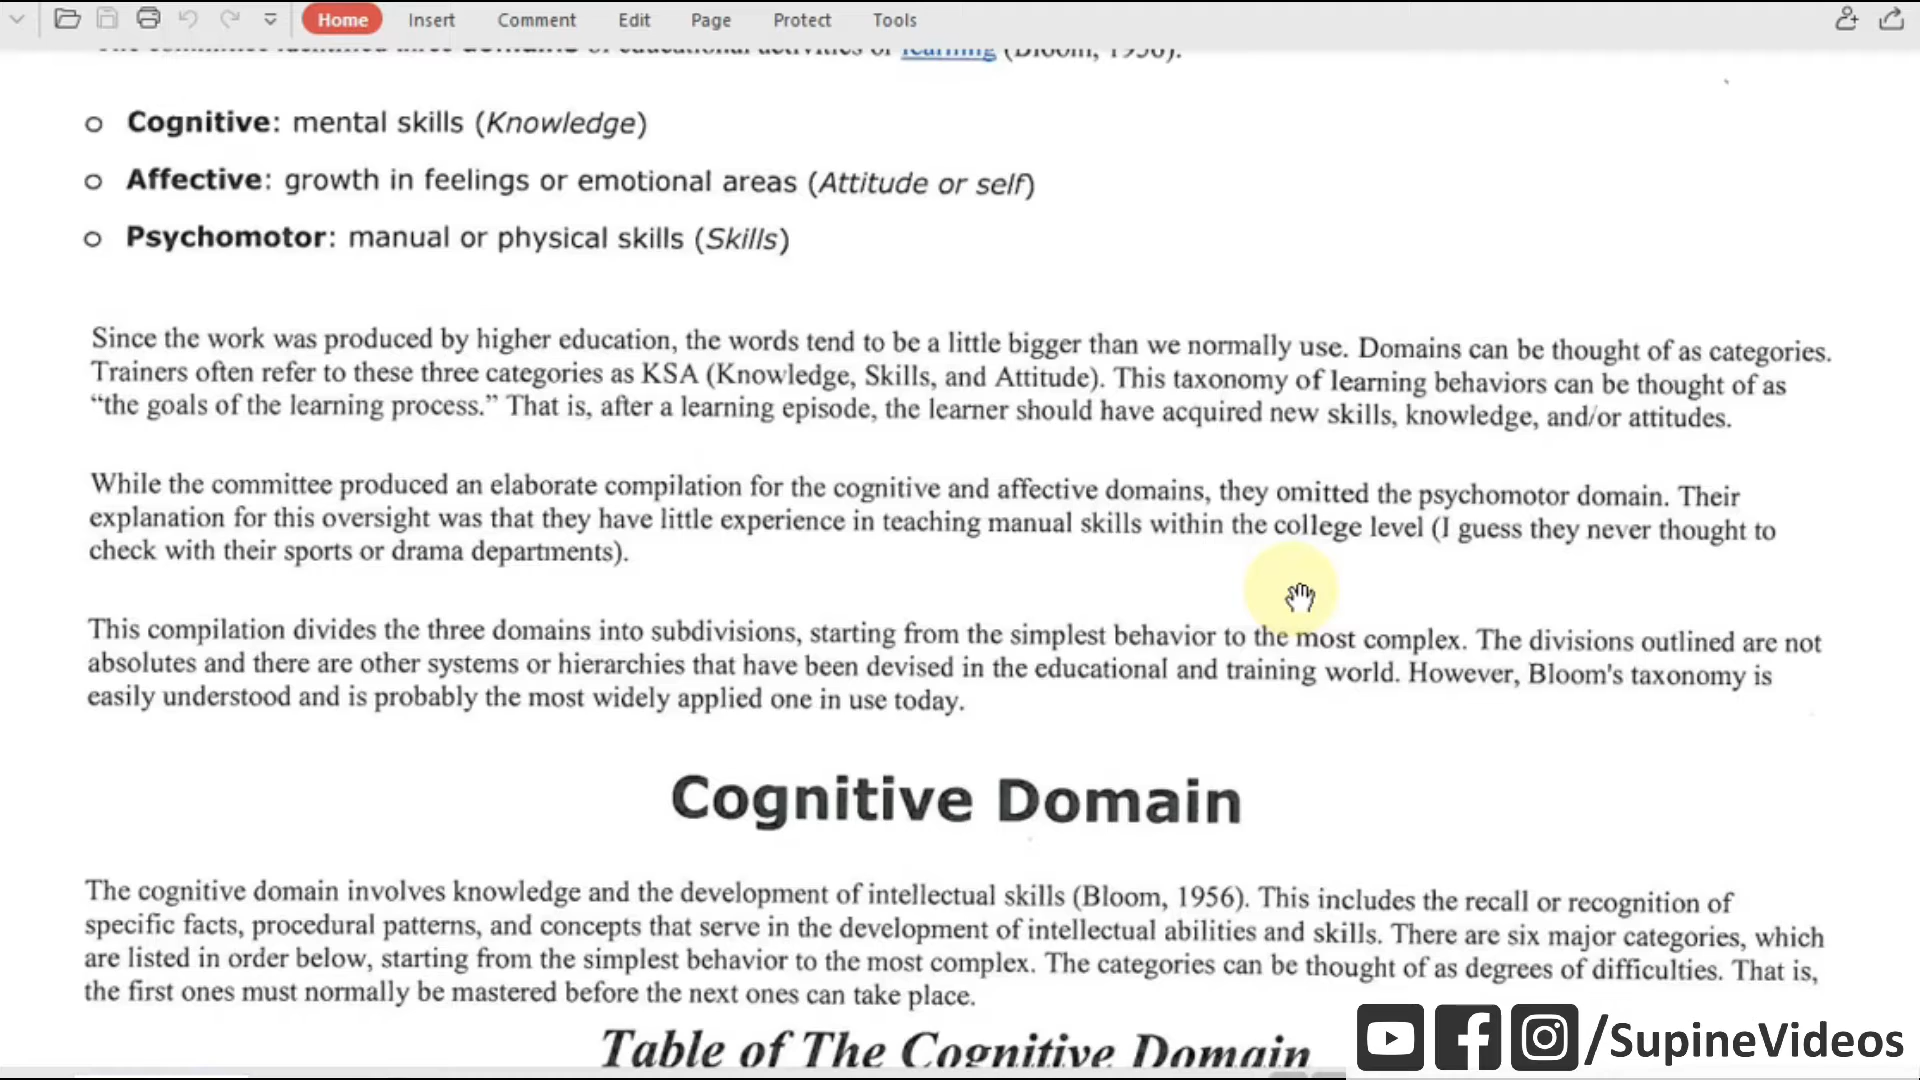 Home Insert Comment Edit Page Protect Tools
The committee identified three domains of educational activities or learning (Bloom, 1956).
o Cognitive: mental skills (Knowledge)
o Affective: growth in feelings or emotional areas (Attitude or self)
o Psychomotor: manual or physical skills (Skills)
Since the work was produced by higher education, the words tend to be a little bigger than we normally use. Domains can be thought of as categories.
Trainers often refer to these three categories as KSA (Knowledge, Skills, and Attitude). This taxonomy of learning behaviors can be thought of as
“the goals of the learning process.” That is, after a learning episode, the learner should have acquired new skills, knowledge, and/or attitudes.
While the committee produced an elaborate compilation for the cognitive and affective domains, they omitted the psychomotor domain. Their
explanation for this oversight was that they have little experience in teaching manual skills within the college level (I guess they never thought to
check with their sports or drama departments).
This compilation divides the three domains into subdivisions, starting from the simplest behavior to the most complex. The divisions outlined are not
absolutes and there are other systems or hierarchies that have been devised in the educational and training world. However, Bloom's taxonomy is
easily understood and is probably the most widely applied one in use today.
Cognitive Domain
The cognitive domain involves knowledge and the development of intellectual skills (Bloom, 1956). This includes the recall or recognition of
specific facts, procedural patterns, and concepts that serve in the development of intellectual abilities and skills. There are six major categories, which
are listed in order below, starting from the simplest behavior to the most complex. The categories can be thought of as degrees of difficulties. That is,
the first ones must normally be mastered before the next ones can take place.
Table of The Cognitive Domain
/SupineVideos